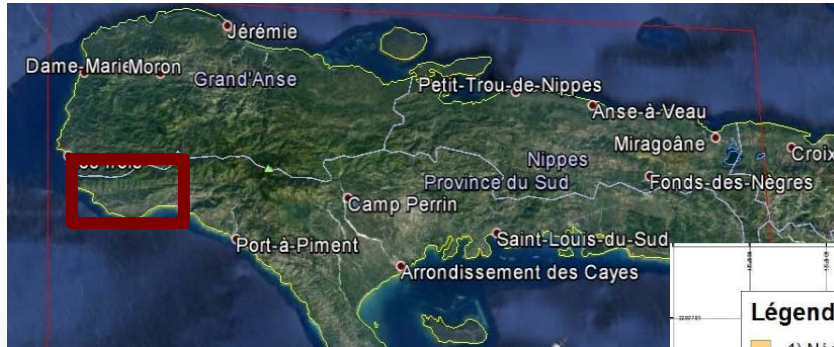 Jérémie
Dame-Marie
Moron
Grand'Anse
Petit-Trou-de-Nippes
Anse-à-Veau
Miragoâne
Croix
Nippes
Province du Sud
Fonds-des-Nègres
Camp Perrin
Port-à-Piment
Saint-Louis-du-Sud
Arrondissement des Cayes
Légend